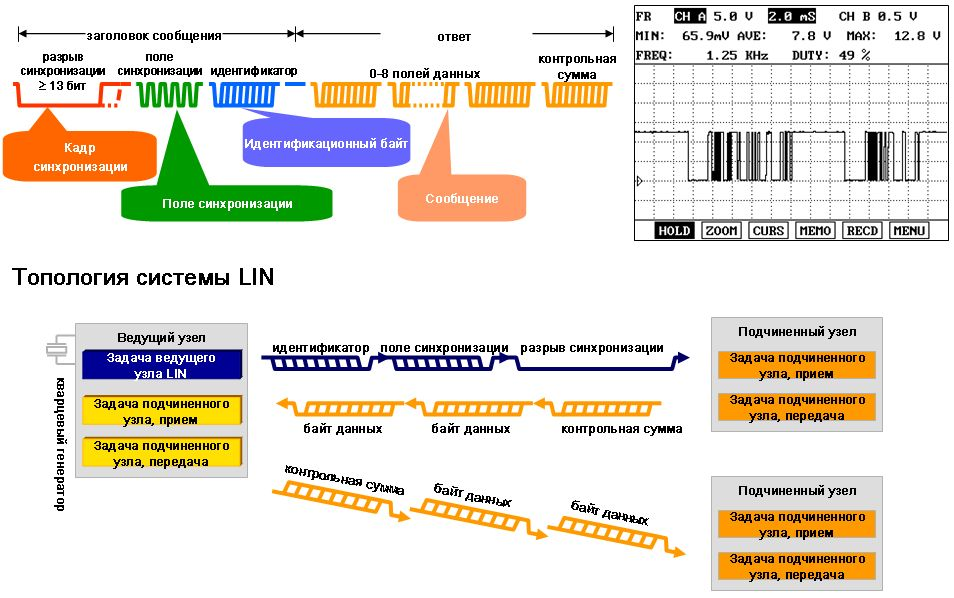 заголовок сообщения
ответ
разрыв
синхронизации
≥ 13 бит
поле
синхронизации
идентификатор
0-8 полей данных
контрольная
сумма
Кадр
синхронизации
Поле синхронизации
Идентификационный байт
Сообщение
FR CH A 5.0 V 2.0 mS CH B 0.5 V
MIN: 65.9mV AVE: 7.8 V MAX: 12.8 V
FREQ: 1.25 KHz DUTY: 49 %
HOLD ZOOM CURS MEMO RECD MENU
Топология системы LIN
кварцевый генератор
Ведущий узел
Задача ведущего
узла LIN
Задача подчиненного
узла, прием
Задача подчиненного
узла, передача
идентификатор поле синхронизации разрыв синхронизации
байт данных байт данных контрольная сумма
контрольная сумма
байт данных
байт данных
Подчиненный узел
Задача подчиненного
узла, прием
Задача подчиненного
узла, передача
Подчиненный узел
Задача подчиненного
узла, прием
Задача подчиненного
узла, передача